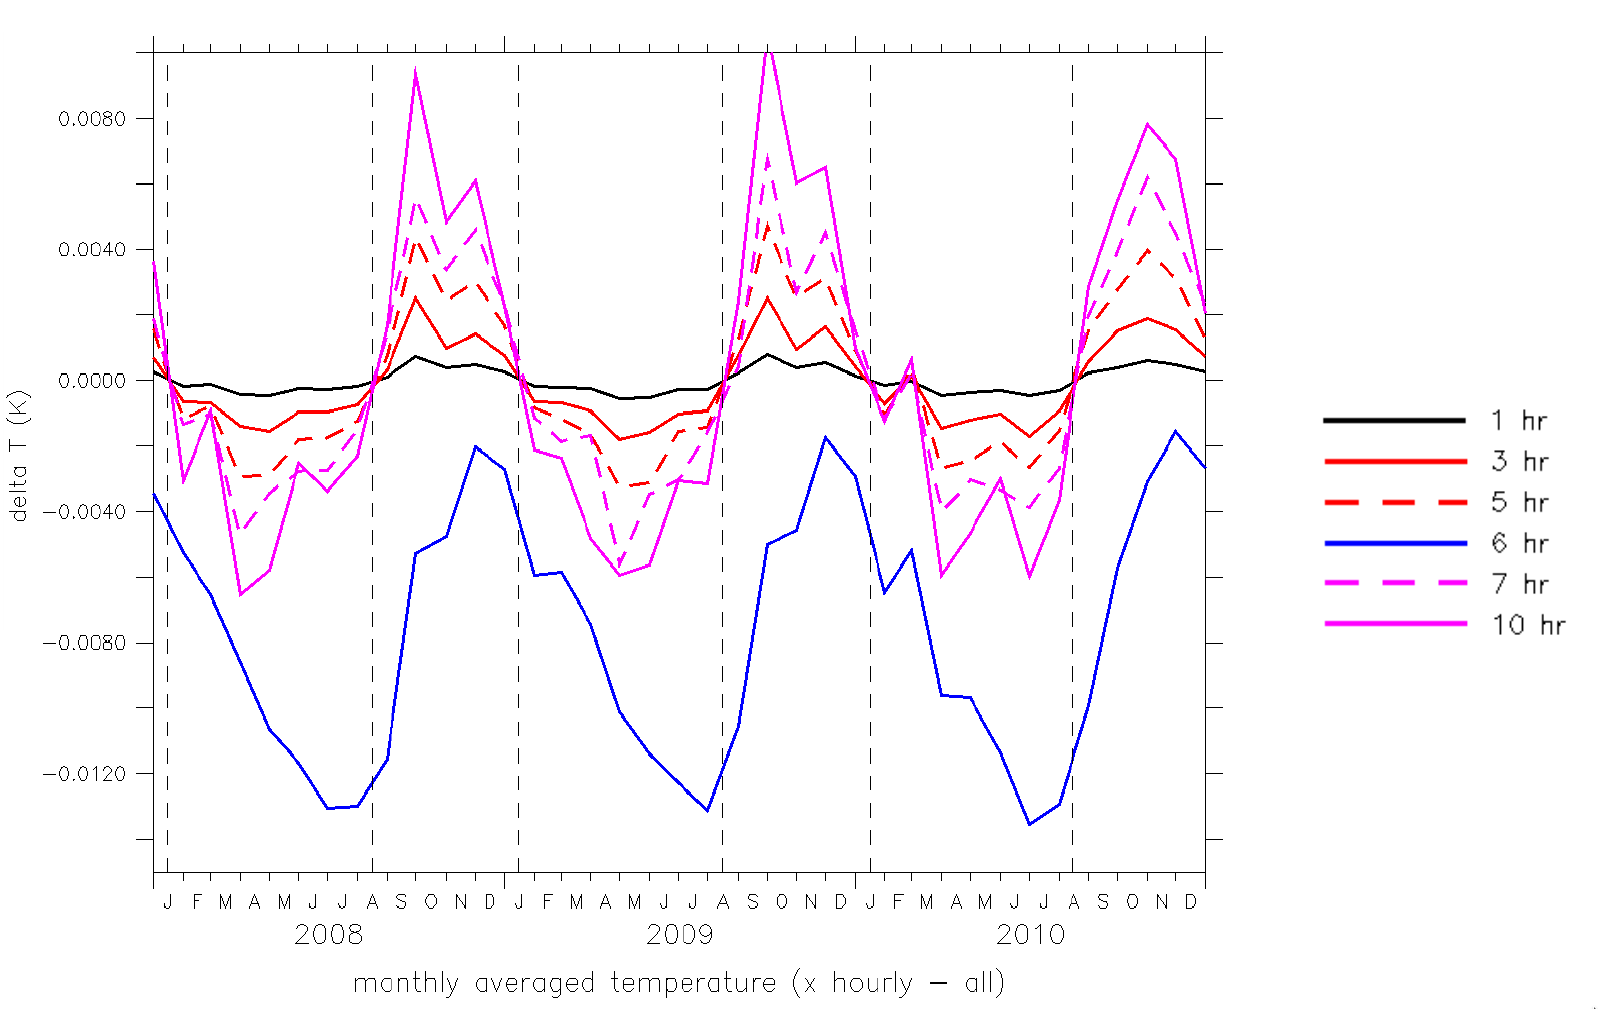 0.0080
0.0040
0.0000
−0.0040
−0.0080
−0.0120
delta T (K)
J F M A M J J A S O N D J F M A M J J A S O N D J F M A M J J A S O N D
2008 2009 2010
monthly averaged temperature (x hourly − all)
1 hr
3 hr
5 hr
6 hr
7 hr
10 hr